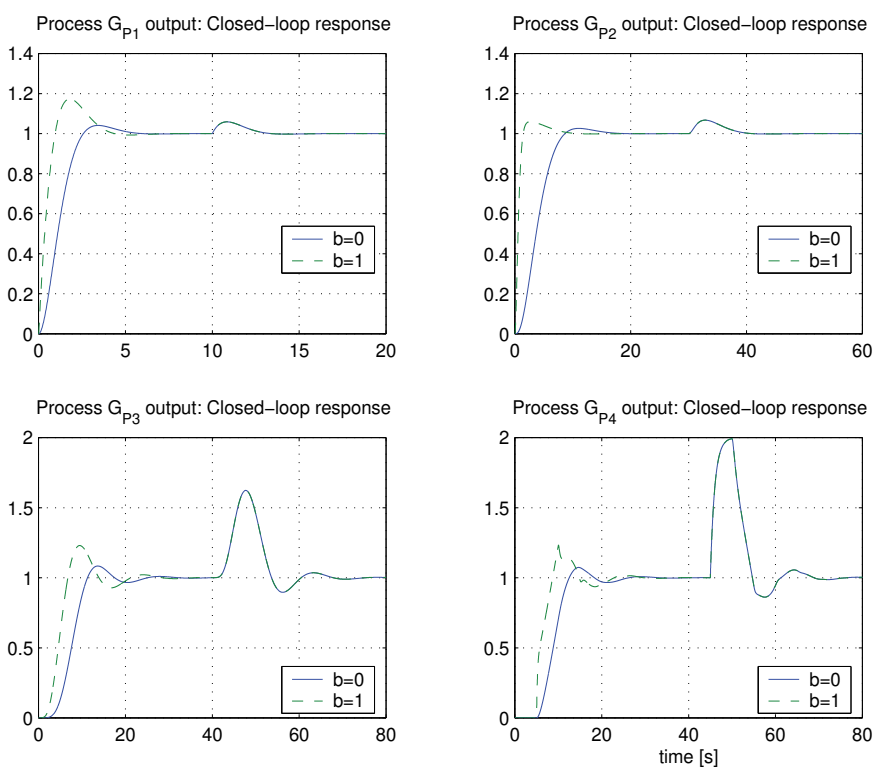 Process G_P1 output: Closed-loop response
1.4
1.2
1
0.8
0.6
0.4
0.2
0
0 5 10 15 20
b=0
b=1
Process G_P2 output: Closed-loop response
1.4
1.2
1
0.8
0.6
0.4
0.2
0
0 20 40 60
b=0
b=1
Process G_P3 output: Closed-loop response
2
1.5
1
0.5
0
0 20 40 60 80
b=0
b=1
Process G_P4 output: Closed-loop response
2
1.5
1
0.5
0
0 20 40 60 80
b=0
b=1
time [s]